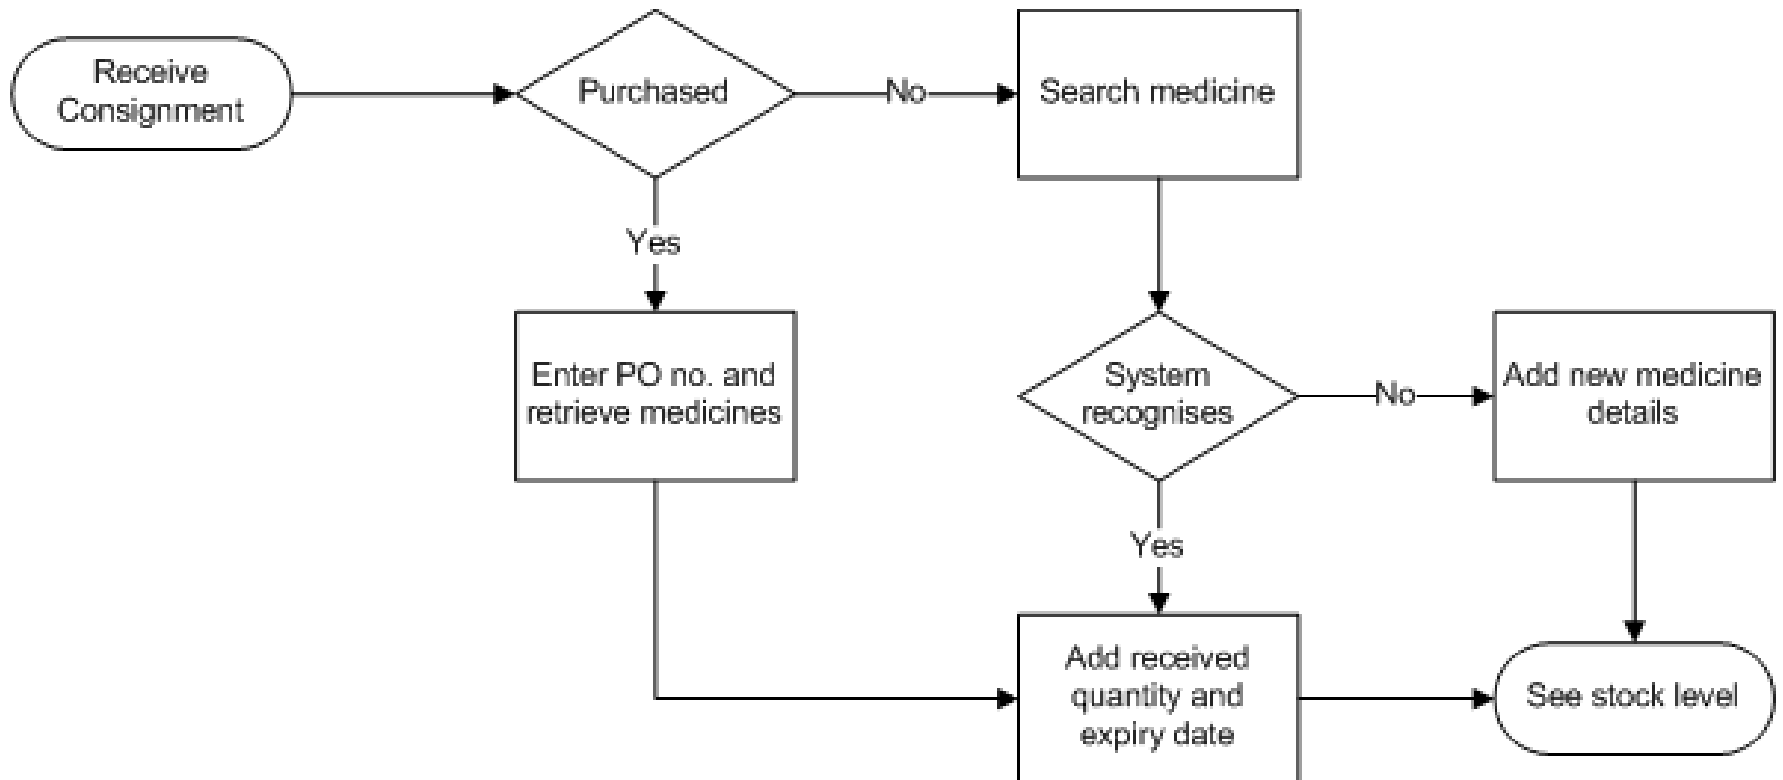 Receive
Consignment
Purchased
No
Search medicine
Yes
Enter PO no. and
retrieve medicines
System
recognises
No
Add new medicine
details
Yes
Add received
quantity and
expiry date
See stock level